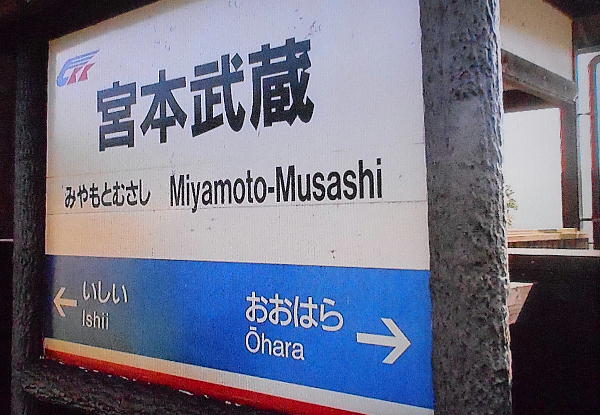 宮本武蔵
みやもとむさし Miyamoto-Musashi
いしい
Ishii
おおはら
Ōhara